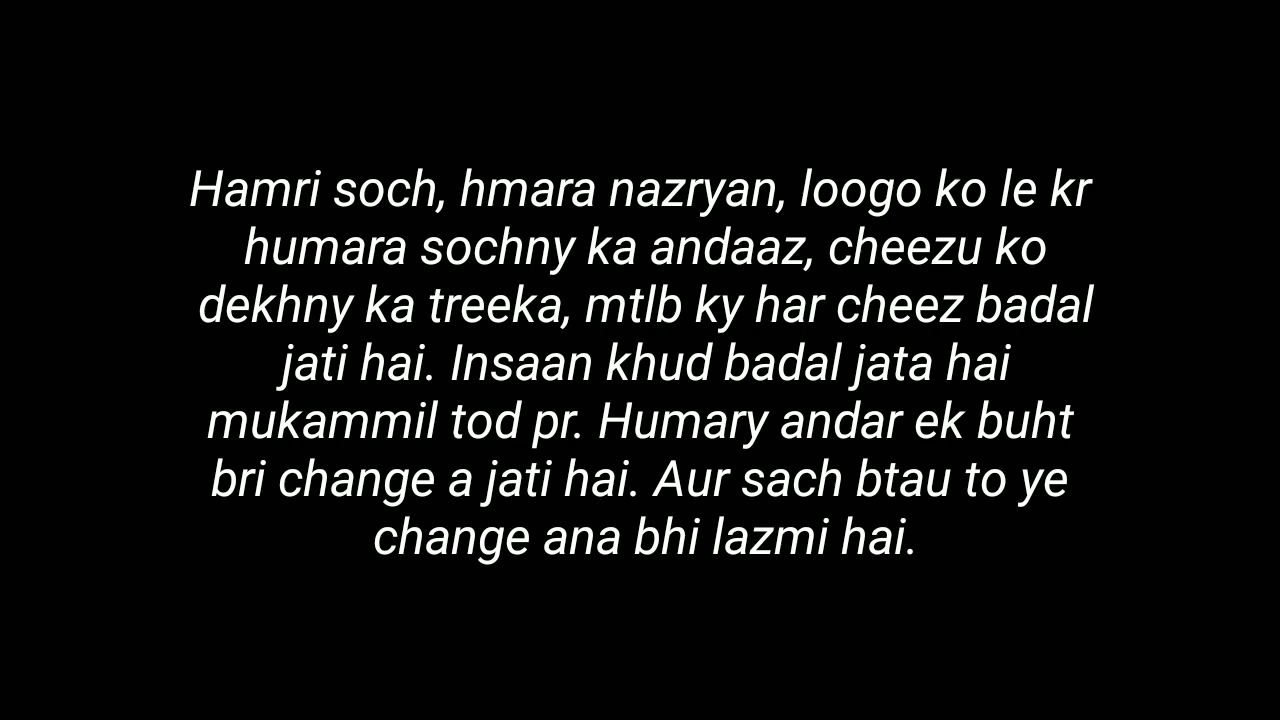 Hamri soch, hmara nazryan, loogo ko le kr
humara sochny ka andaaz, cheezu ko
dekhny ka treeka, mtlb ky har cheez badal
jati hai. Insaan khud badal jata hai
mukammil tod pr. Humary andar ek buht
bri change a jati hai. Aur sach btau to ye
change ana bhi lazmi hai.